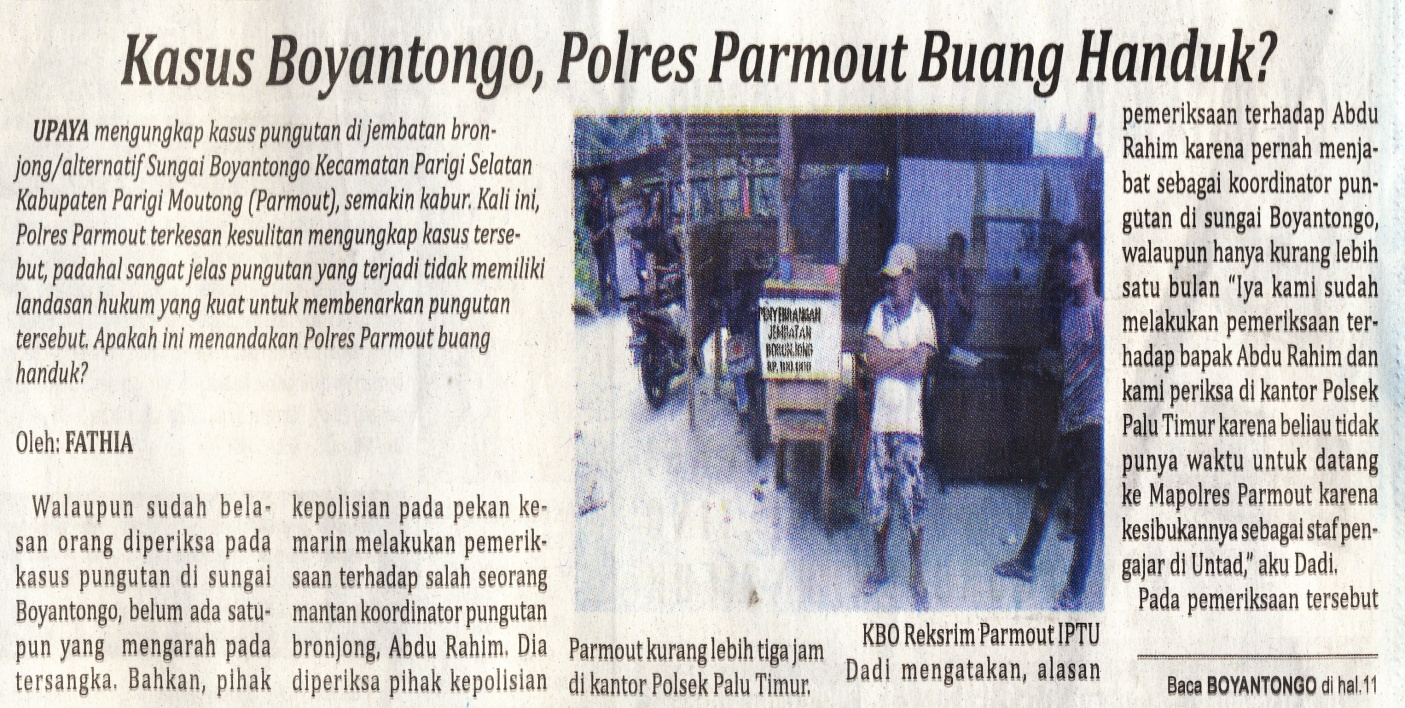 Kasus Boyantongo, Polres Parmout Buang Handuk?
UPAYA mengungkap kasus pungutan di jembatan bron-
jong/alternatif Sungai Boyantongo Kecamatan Parigi Selatan
Kabupaten Parigi Moutong (Parmout), semakin kabur. Kali ini,
Polres Parmout terkesan kesulitan mengungkap kasus terse-
but, padahal sangat jelas pungutan yang terjadi tidak memiliki
landasan hukum yang kuat untuk membenarkan pungutan
tersebut. Apakah ini menandakan Polres Parmout buang
handuk?
Oleh: FATHIA
Walaupun sudah bela-
san orang diperiksa pada
kasus pungutan di sungai
Boyantongo, belum ada satu-
pun yang mengarah pada
tersangka. Bahkan, pihak
kepolisian pada pekan ke-
marin melakukan pemerik-
saan terhadap salah seorang
mantan koordinator pungutan
bronjong, Abdu Rahim. Dia
diperiksa pihak kepolisian
PENYEBRANGAN
JEMBATAN
BORONJONG
RP. 100.000
Parmout kurang lebih tiga jam
di kantor Polsek Palu Timur.
KBO Reksrim Parmout IPTU
Dadi mengatakan, alasan
pemeriksaan terhadap Abdu
Rahim karena pernah menja-
bat sebagai koordinator pun-
gutan di sungai Boyantongo,
walaupun hanya kurang lebih
satu bulan “Iya kami sudah
melakukan pemeriksaan ter-
hadap bapak Abdu Rahim dan
kami periksa di kantor Polsek
Palu Timur karena beliau tidak
punya waktu untuk datang
ke Mapolres Parmout karena
kesibukannya sebagai staf pen-
gajar di Untad,” aku Dadi.
Pada pemeriksaan tersebut
Baca BOYANTONGO di hal.11